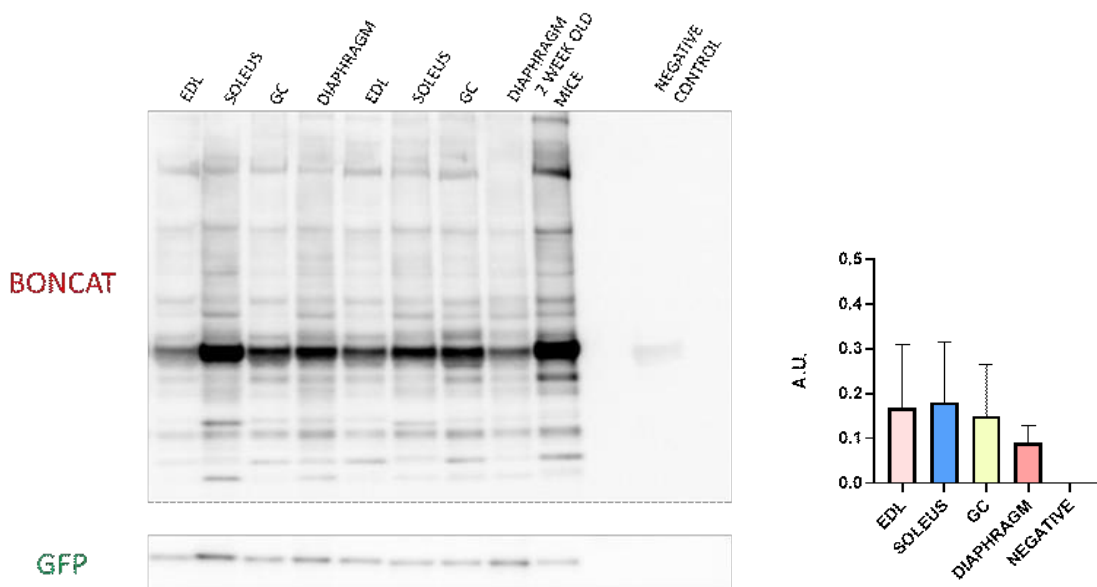 EDL
SOLEUS
GC
DIAPHRAGM
EDL
SOLEUS
GC
DIAPHRAGM
2 WEEK OLD
MICE
NEGATIVE
CONTROL
BONCAT
GFP
A.U.
0.5
0.4
0.3
0.2
0.1
0.0
EDL
SOLEUS
GC
DIAPHRAGM
NEGATIVE